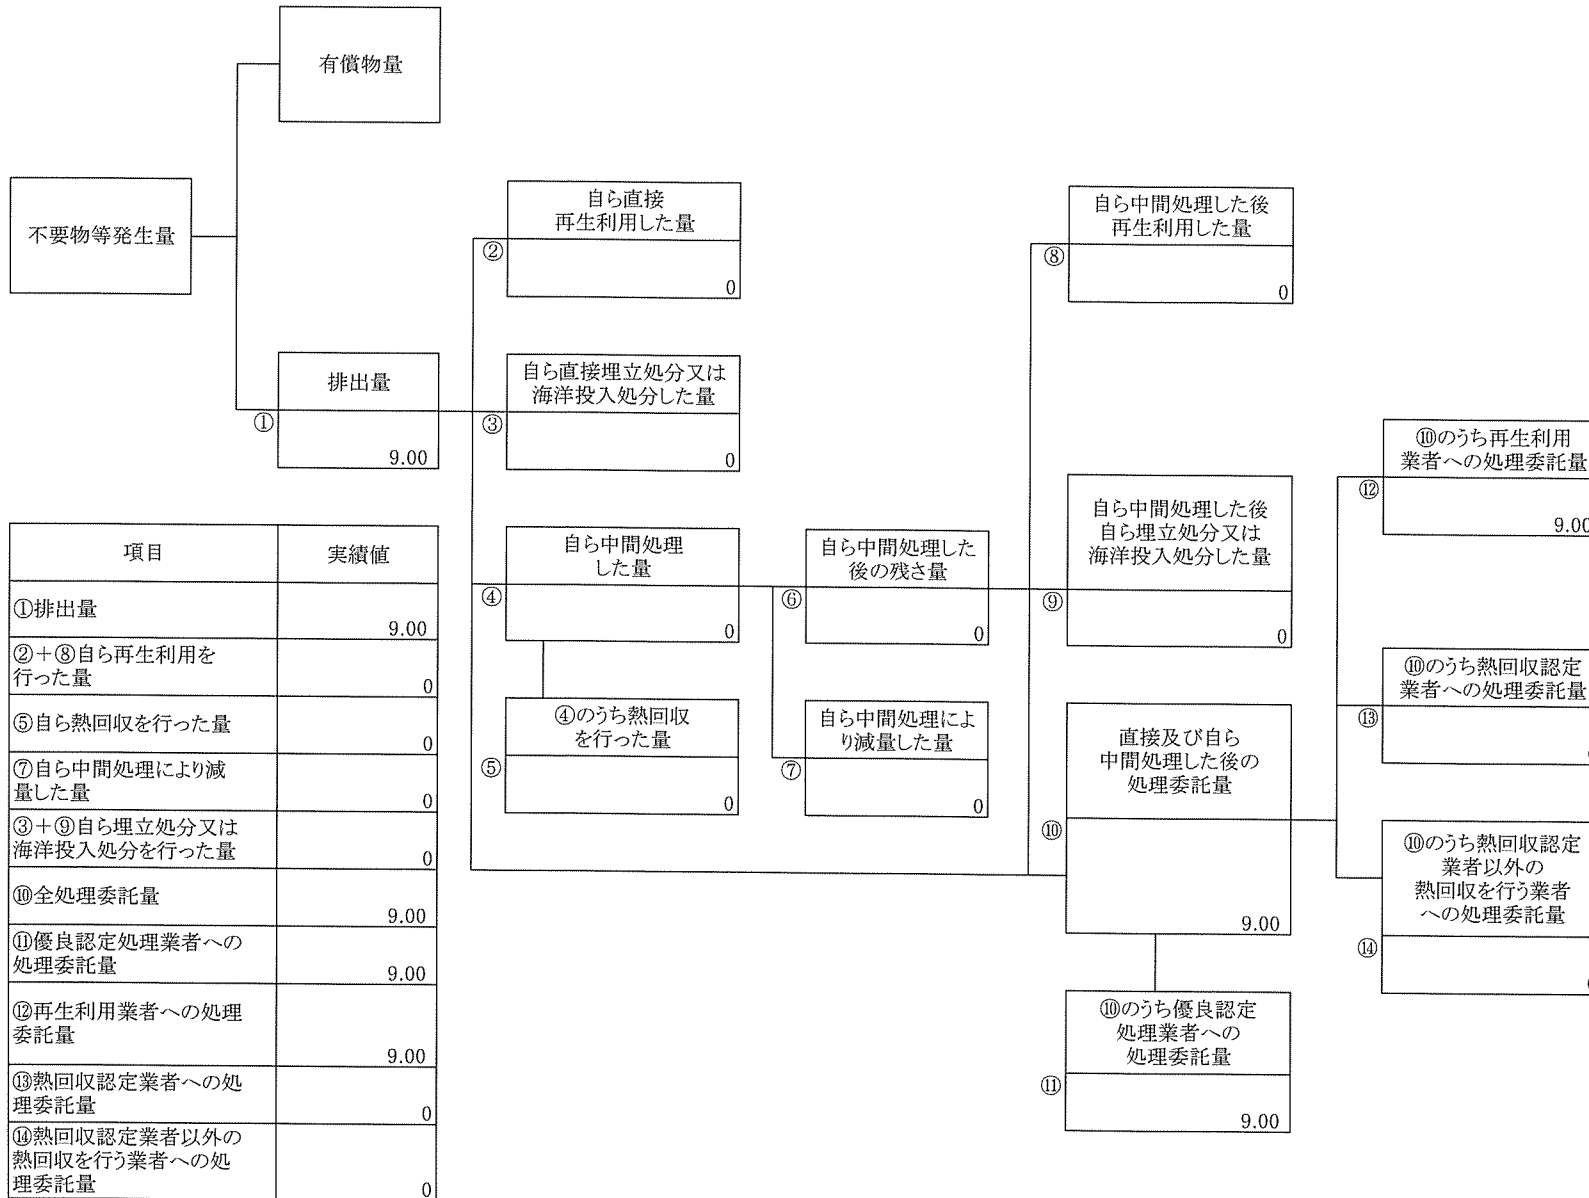 有償物量
不要物等発生量
排出量
①
9.00
自ら直接
再生利用した量
②
0
自ら直接埋立処分又は
海洋投入処分した量
③
0
自ら中間処理
した量
④
0
④のうち熱回収
を行った量
⑤
0
自ら中間処理した
後の残さ量
⑥
0
自ら中間処理によ
り減量した量
⑦
0
自ら中間処理した後
再生利用した量
⑧
0
自ら中間処理した後
自ら埋立処分又は
海洋投入処分した量
⑨
0
直接及び自ら
中間処理した後の
処理委託量
⑩
9.00
⑩のうち優良認定
処理業者への
処理委託量
⑪
9.00
⑩のうち再生利用
業者への処理委託量
⑫
9.00
⑩のうち熱回収認定
業者への処理委託量
⑬
⑩のうち熱回収認定
業者以外の
熱回収を行う業者
への処理委託量
⑭
項目 実績値
①排出量 9.00
②＋⑧自ら再生利用を
行った量 0
⑤自ら熱回収を行った量 0
⑦自ら中間処理により減
量した量 0
③＋⑨自ら埋立処分又は
海洋投入処分を行った量 0
⑩全処理委託量 9.00
⑪優良認定処理業者への
処理委託量 9.00
⑫再生利用業者への処理
委託量 9.00
⑬熱回収認定業者への処
理委託量 0
⑭熱回収認定業者以外の
熱回収を行う業者への処
理委託量 0